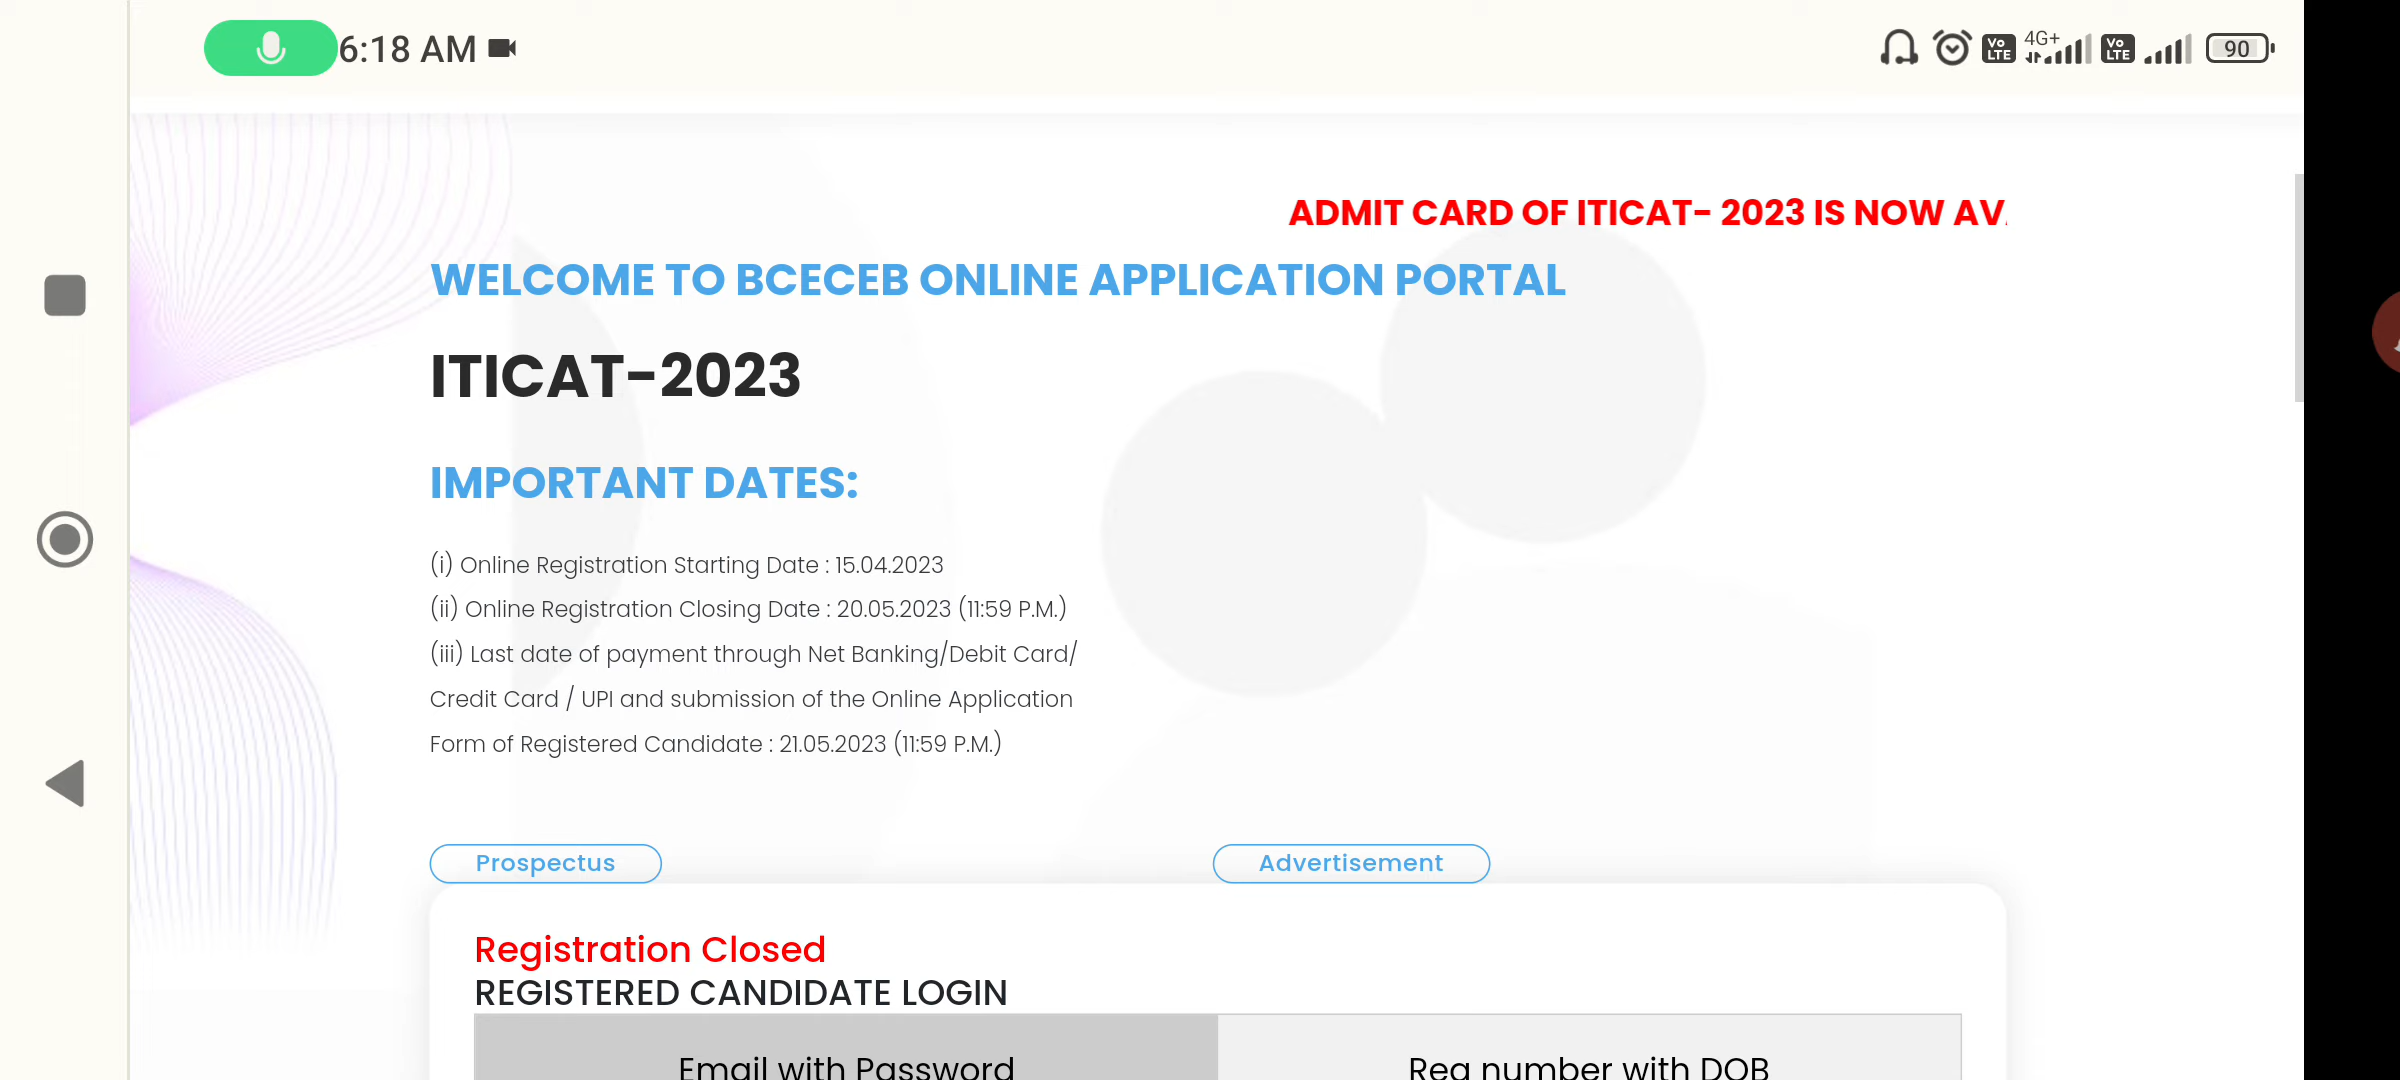 6:18 AM
4G+
Vo LTE
Vo LTE
90
ADMIT CARD OF ITICAT- 2023 IS NOW
WELCOME TO BCECEB ONLINE APPLICATION PORTAL
ITICAT-2023
IMPORTANT DATES:
(i) Online Registration Starting Date : 15.04.2023
(ii) Online Registration Closing Date : 20.05.2023 (11:59 P.M.)
(iii) Last date of payment through Net Banking/Debit Card/
Credit Card / UPI and submission of the Online Application
Form of Registered Candidate : 21.05.2023 (11:59 P.M.)
Prospectus
Advertisement
Registration Closed
REGISTERED CANDIDATE LOGIN
Email with Password
Reg number with DOB